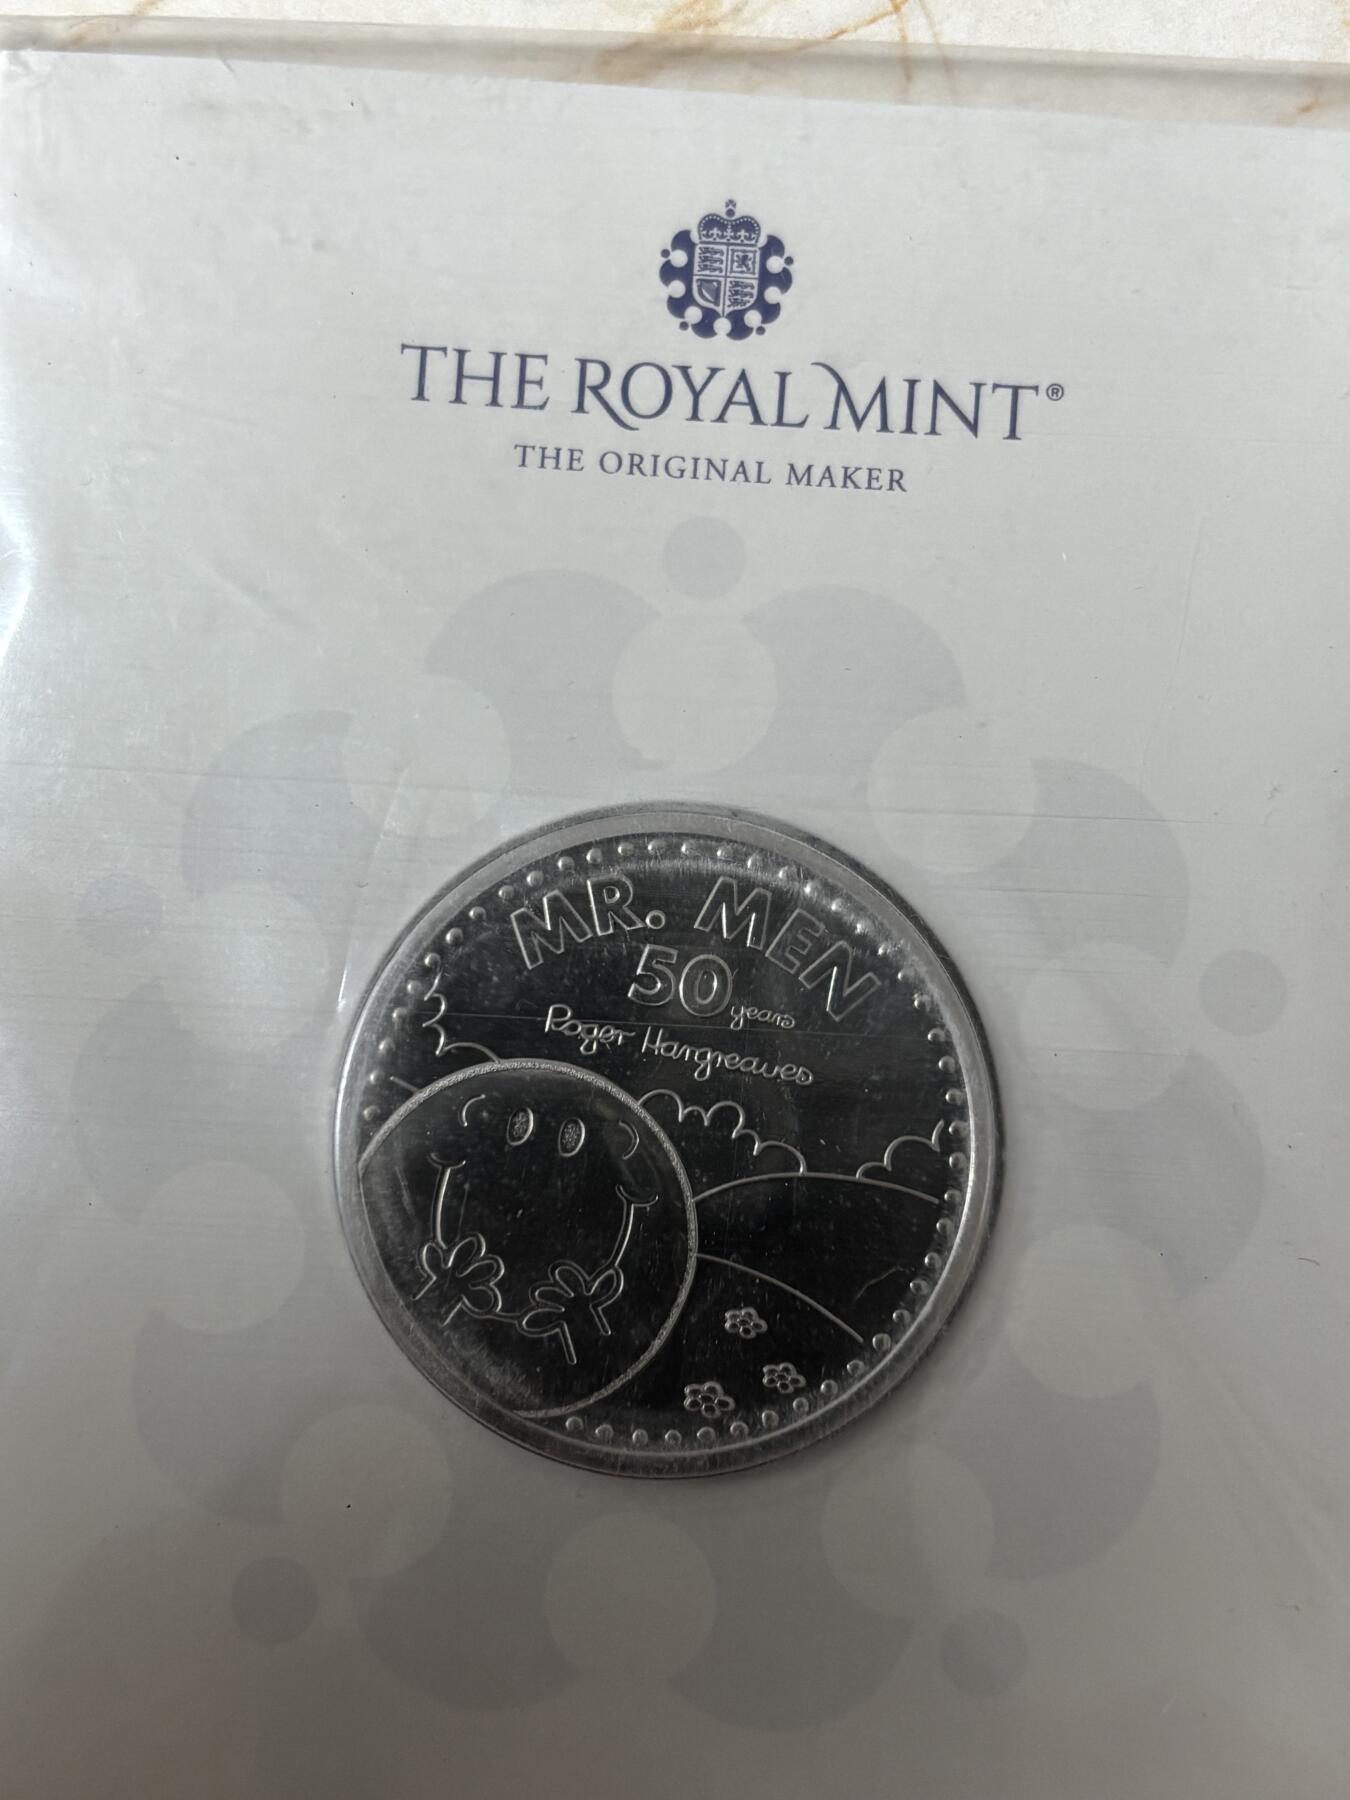 THE ROYAL MINT®
THE ORIGINAL MAKER
MR. MEN
50 years
Roger Hargreaves